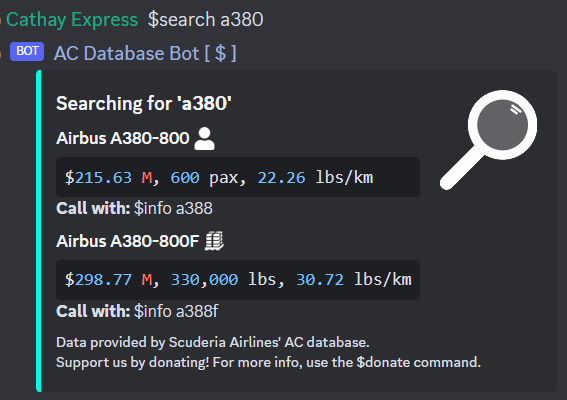 Cathay Express $search a380
BOT AC Database Bot [ $ ]
Searching for 'a380'
Airbus A380-800
$215.63 M, 600 pax, 22.26 lbs/km
Call with: $info a388
Airbus A380-800F
$298.77 M, 330,000 lbs, 30.72 lbs/km
Call with: $info a388f
Data provided by Scuderia Airlines' AC database.
Support us by donating! For more info, use the $donate command.